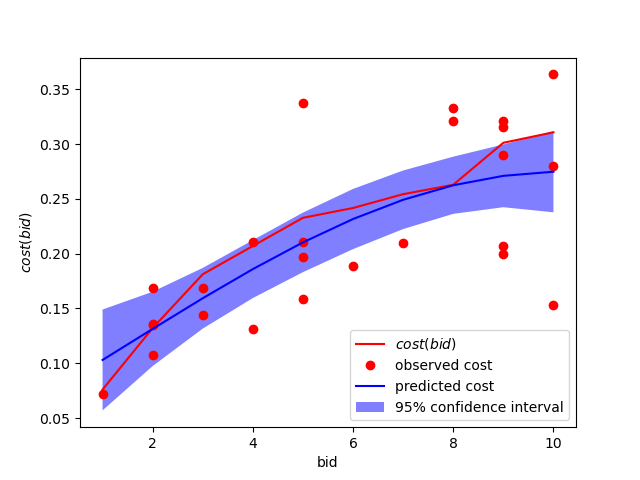 0.35
0.30
0.25
0.20
0.15
0.10
0.05
cost(bid)
cost(bid)
observed cost
predicted cost
95% confidence interval
2 4 6 8 10
bid